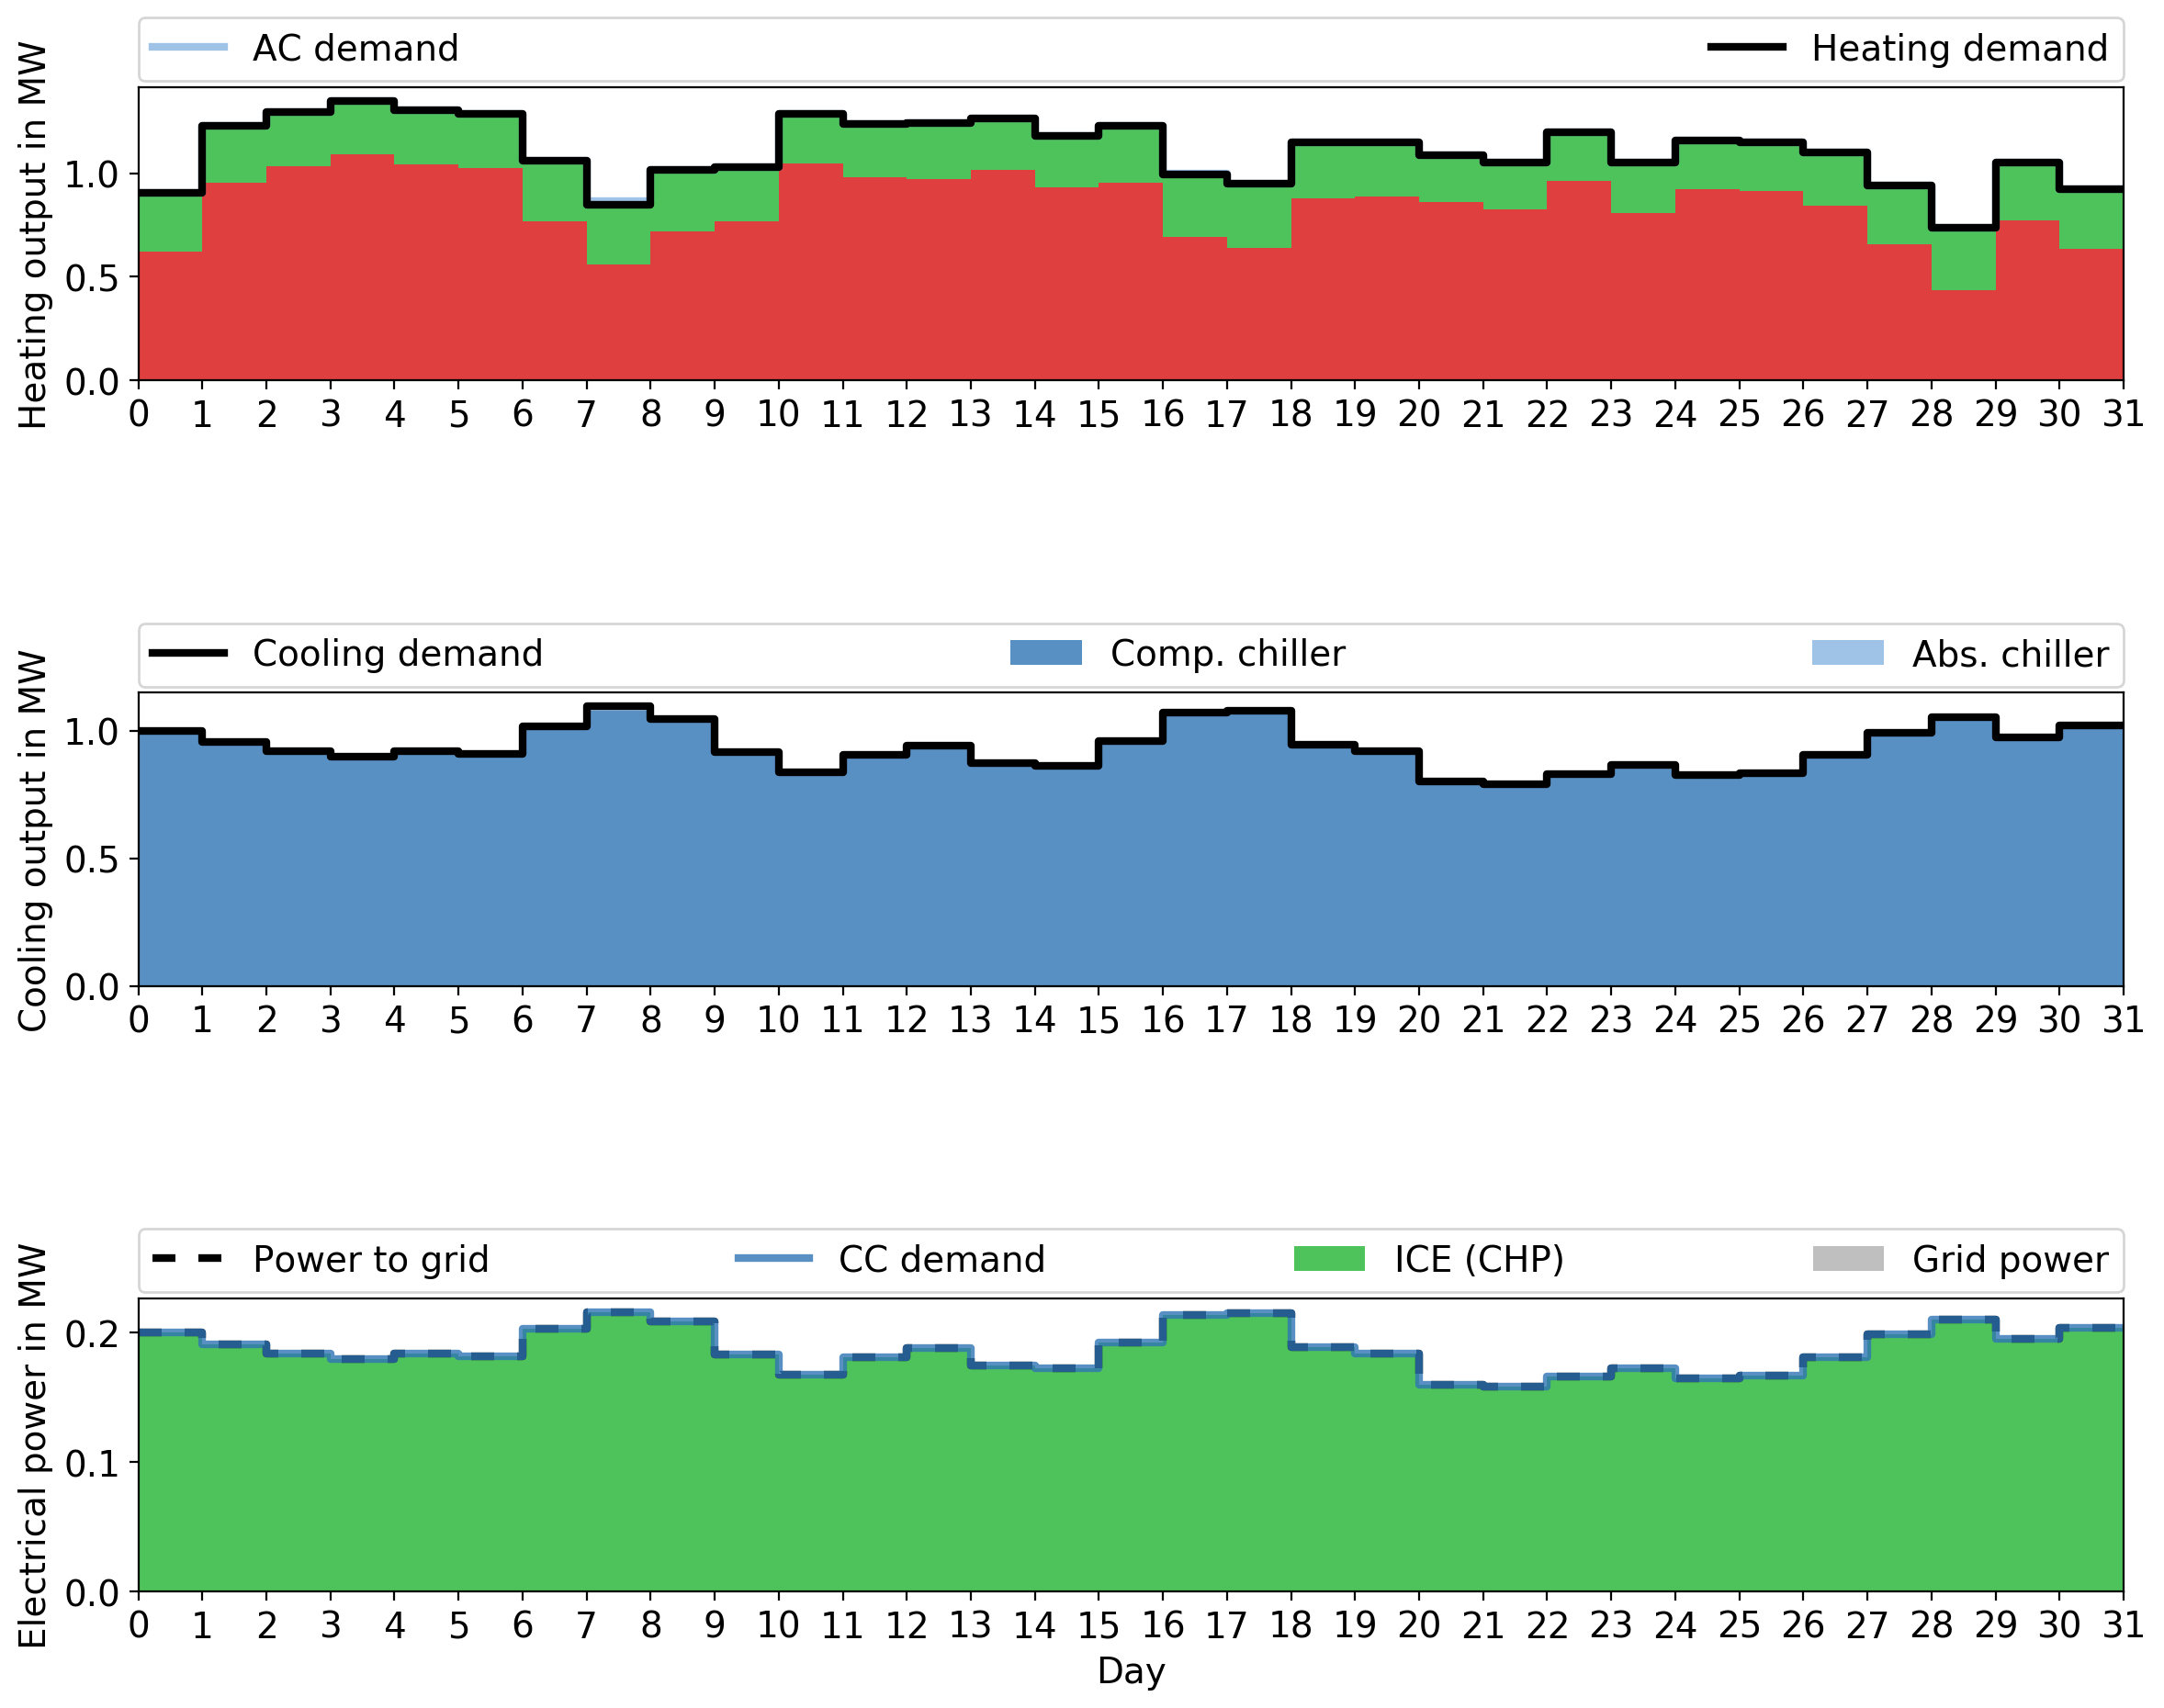 AC demand Heating demand
Heating output in MW
1.0
0.5
0.0
0 1 2 3 4 5 6 7 8 9 10 11 12 13 14 15 16 17 18 19 20 21 22 23 24 25 26 27 28 29 30 31
Cooling demand Comp. chiller Abs. chiller
Cooling output in MW
1.0
0.5
0.0
0 1 2 3 4 5 6 7 8 9 10 11 12 13 14 15 16 17 18 19 20 21 22 23 24 25 26 27 28 29 30 31
Power to grid CC demand ICE (CHP) Grid power
Electrical power in MW
0.2
0.1
0.0
0 1 2 3 4 5 6 7 8 9 10 11 12 13 14 15 16 17 18 19 20 21 22 23 24 25 26 27 28 29 30 31
Day